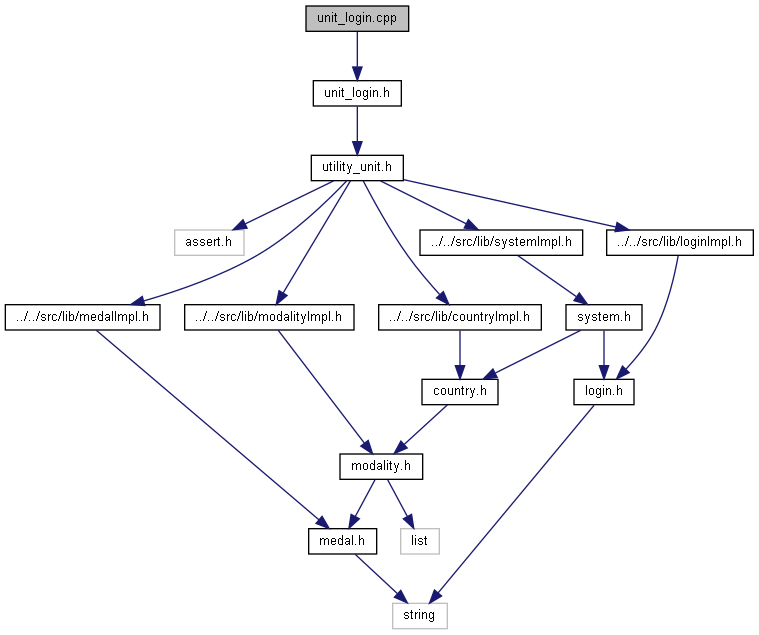 unit_login.cpp
unit_login.h
utility_unit.h
assert.h
../../src/lib/systemImpl.h
../../src/lib/loginImpl.h
../../src/lib/medalImpl.h
../../src/lib/modalityImpl.h
../../src/lib/countryImpl.h
system.h
country.h
login.h
modality.h
medal.h
list
string